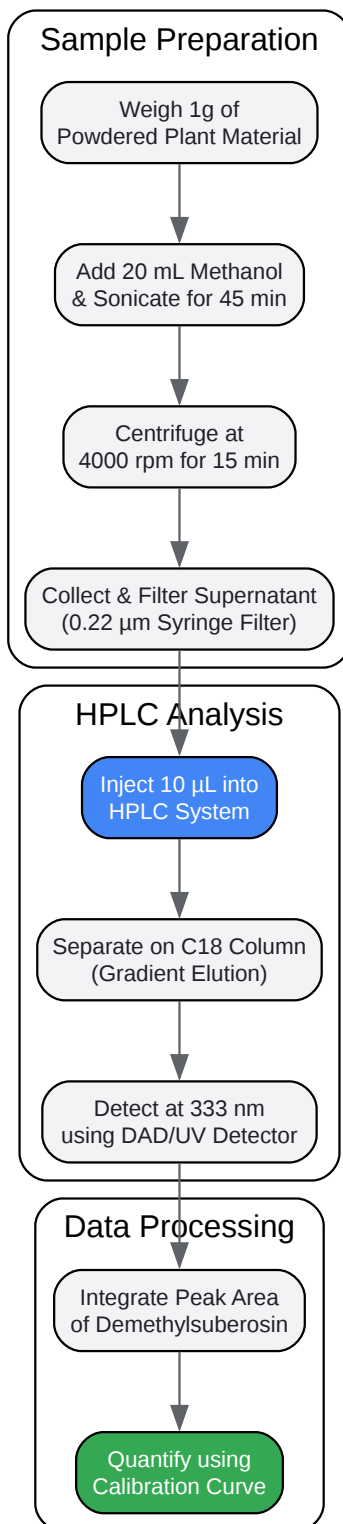 Sample Preparation
Weigh 1g of
Powdered Plant Material
Add 20 mL Methanol
& Sonicate for 45 min
Centrifuge at
4000 rpm for 15 min
Collect & Filter Supernatant
(0.22 µm Syringe Filter)
HPLC Analysis
Inject 10 µL into
HPLC System
Separate on C18 Column
(Gradient Elution)
Detect at 333 nm
using DAD/UV Detector
Data Processing
Integrate Peak Area
of Demethylsuberosin
Quantify using
Calibration Curve